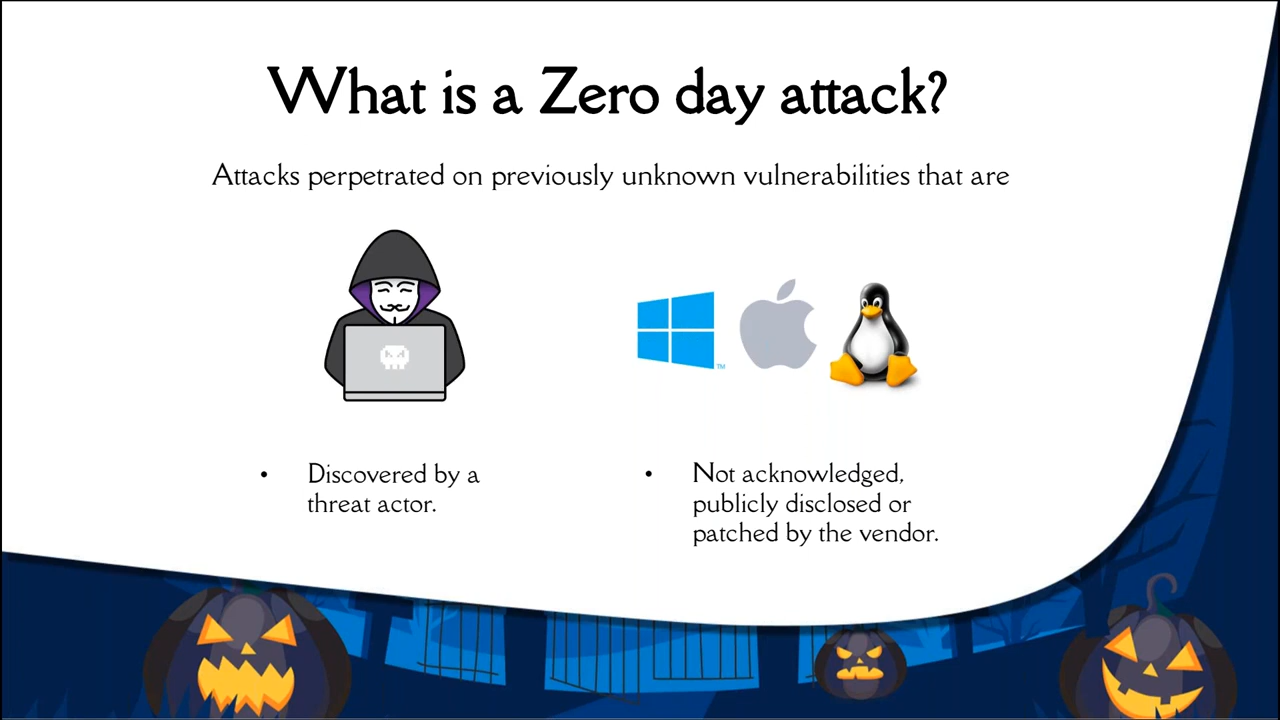 What is a Zero day attack?
Attacks perpetrated on previously unknown vulnerabilities that are
TM
• Discovered by a
threat actor.
• Not acknowledged,
publicly disclosed or
patched by the vendor.